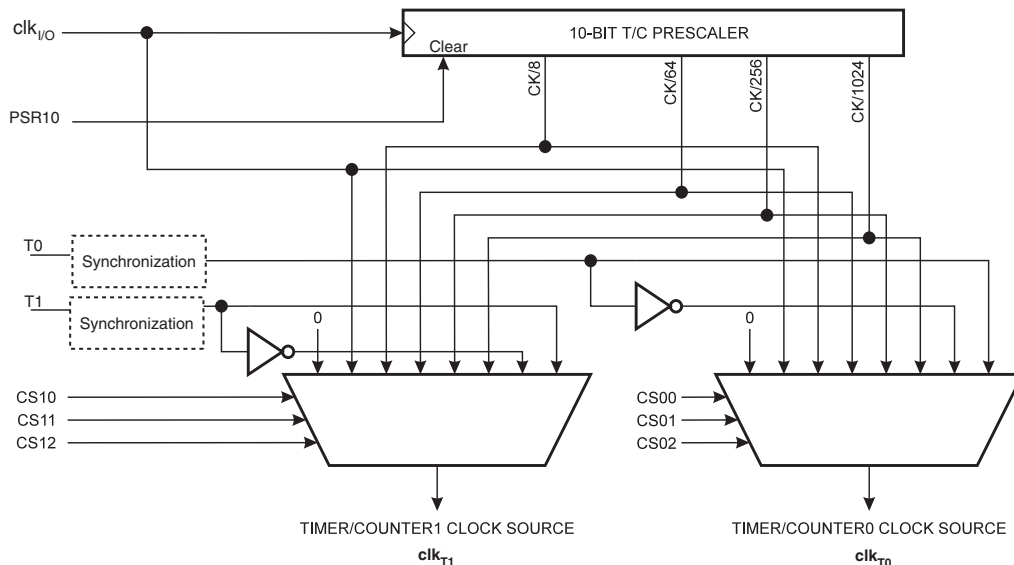 clkI/O
10-BIT T/C PRESCALER
Clear
CK/8
CK/64
CK/256
CK/1024
PSR10
T0
Synchronization
T1
Synchronization
0
0
CS10
CS11
CS12
CS00
CS01
CS02
TIMER/COUNTER1 CLOCK SOURCE
clkT1
TIMER/COUNTER0 CLOCK SOURCE
clkT0